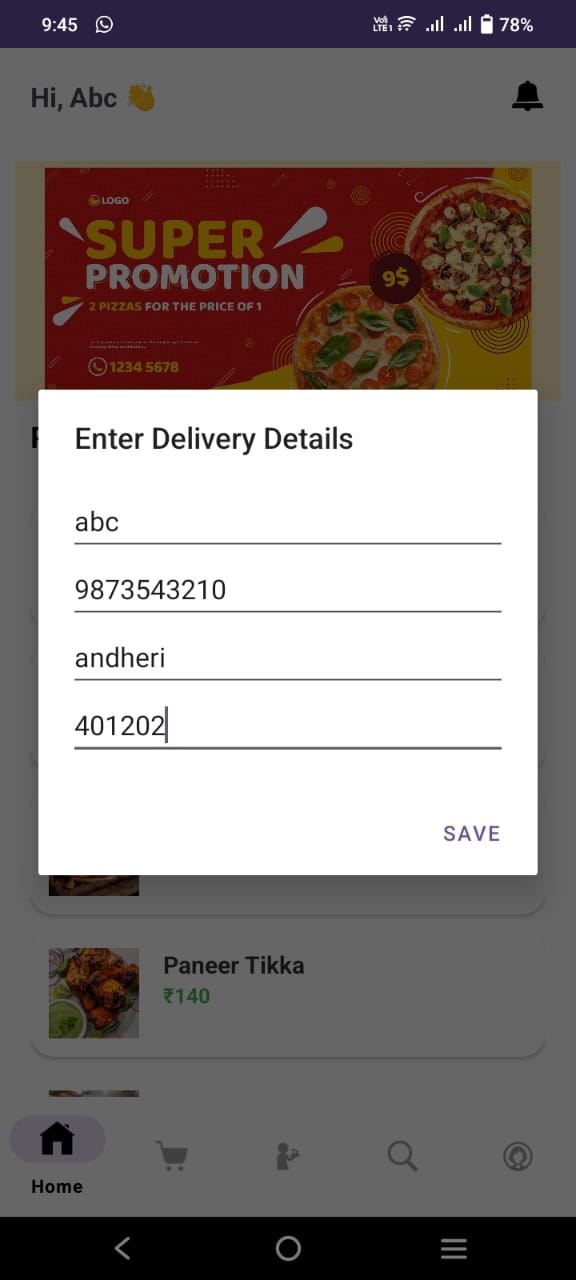 9:45
VoI) LTE1
78%
Hi, Abc 👋
LOGO
SUPER
PROMOTION
9$
2 PIZZAS FOR THE PRICE OF 1
1234 5678
Enter Delivery Details
abc
9873543210
andheri
401202
SAVE
Paneer Tikka
₹140
Home